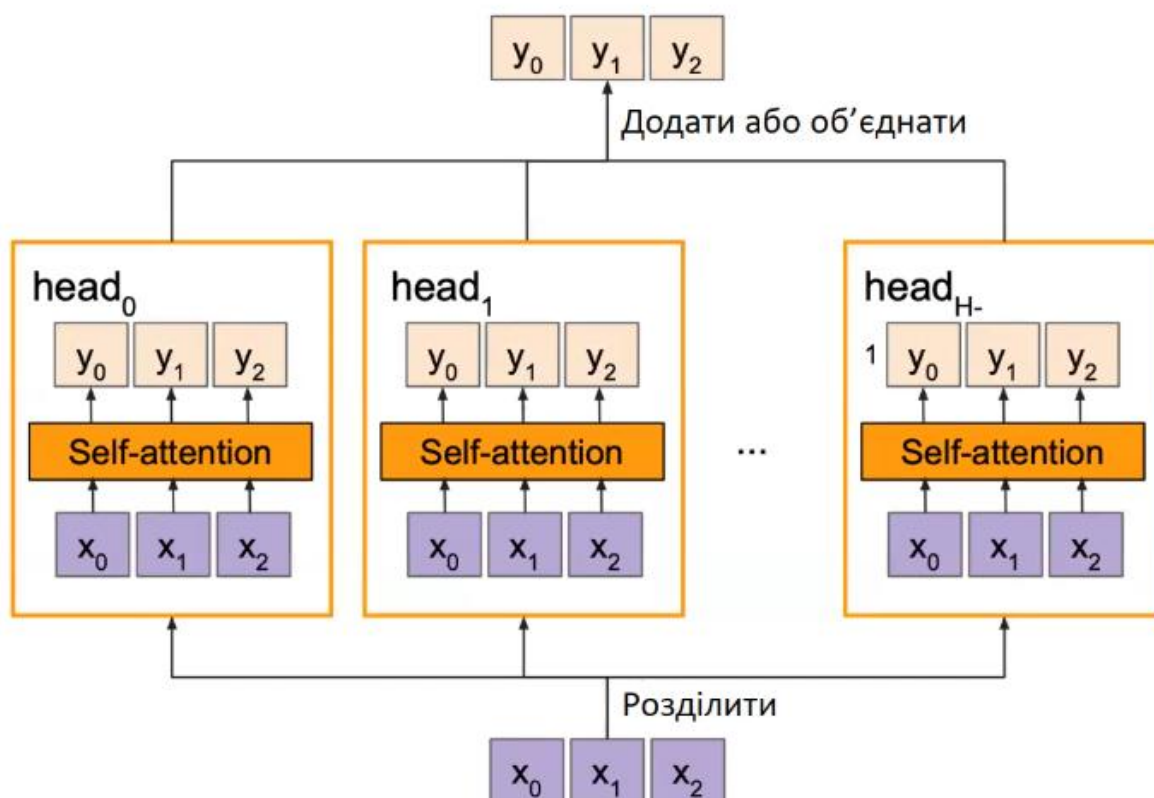 y₀ y₁ y₂
Додати або об’єднати
head₀ head₁ head_H-
y₀ y₁ y₂ y₀ y₁ y₂ 1 y₀ y₁ y₂
Self-attention Self-attention ... Self-attention
x₀ x₁ x₂ x₀ x₁ x₂ x₀ x₁ x₂
Розділити
x₀ x₁ x₂